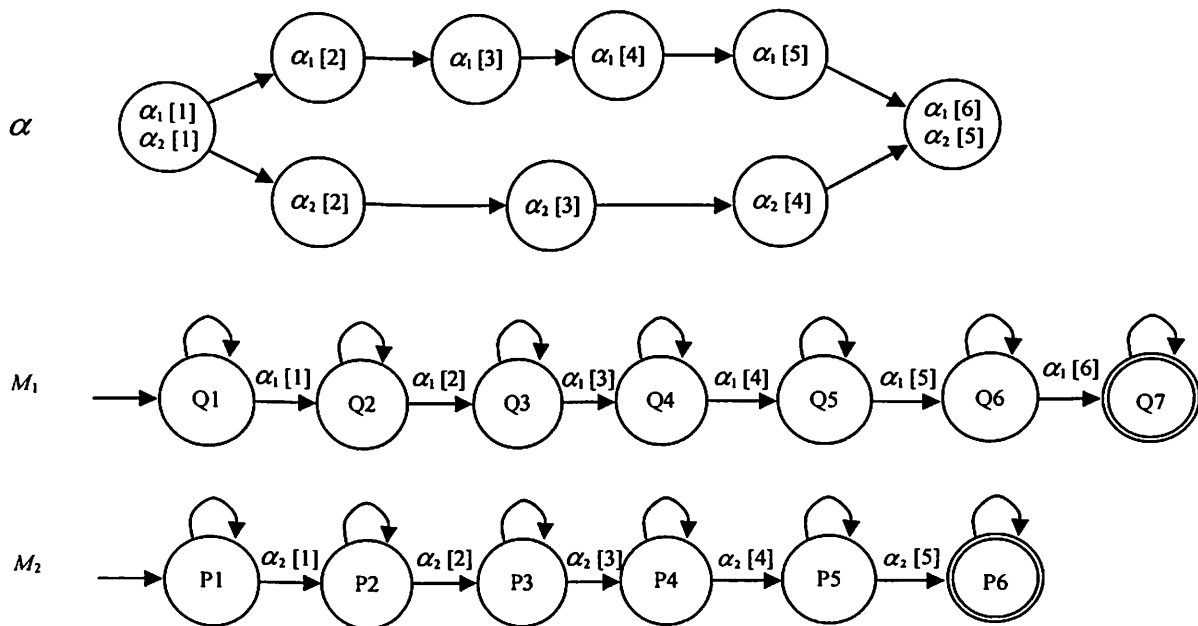 α₁ [2] α₁ [3] α₁ [4] α₁ [5]
α₁ [1]
α₂ [1]
α
α₁ [6]
α₂ [5]
α₂ [2] α₂ [3] α₂ [4]
M₁ Q1 α₁ [1] Q2 α₁ [2] Q3 α₁ [3] Q4 α₁ [4] Q5 α₁ [5] Q6 α₁ [6] Q7
M₂ P1 α₂ [1] P2 α₂ [2] P3 α₂ [3] P4 α₂ [4] P5 α₂ [5] P6